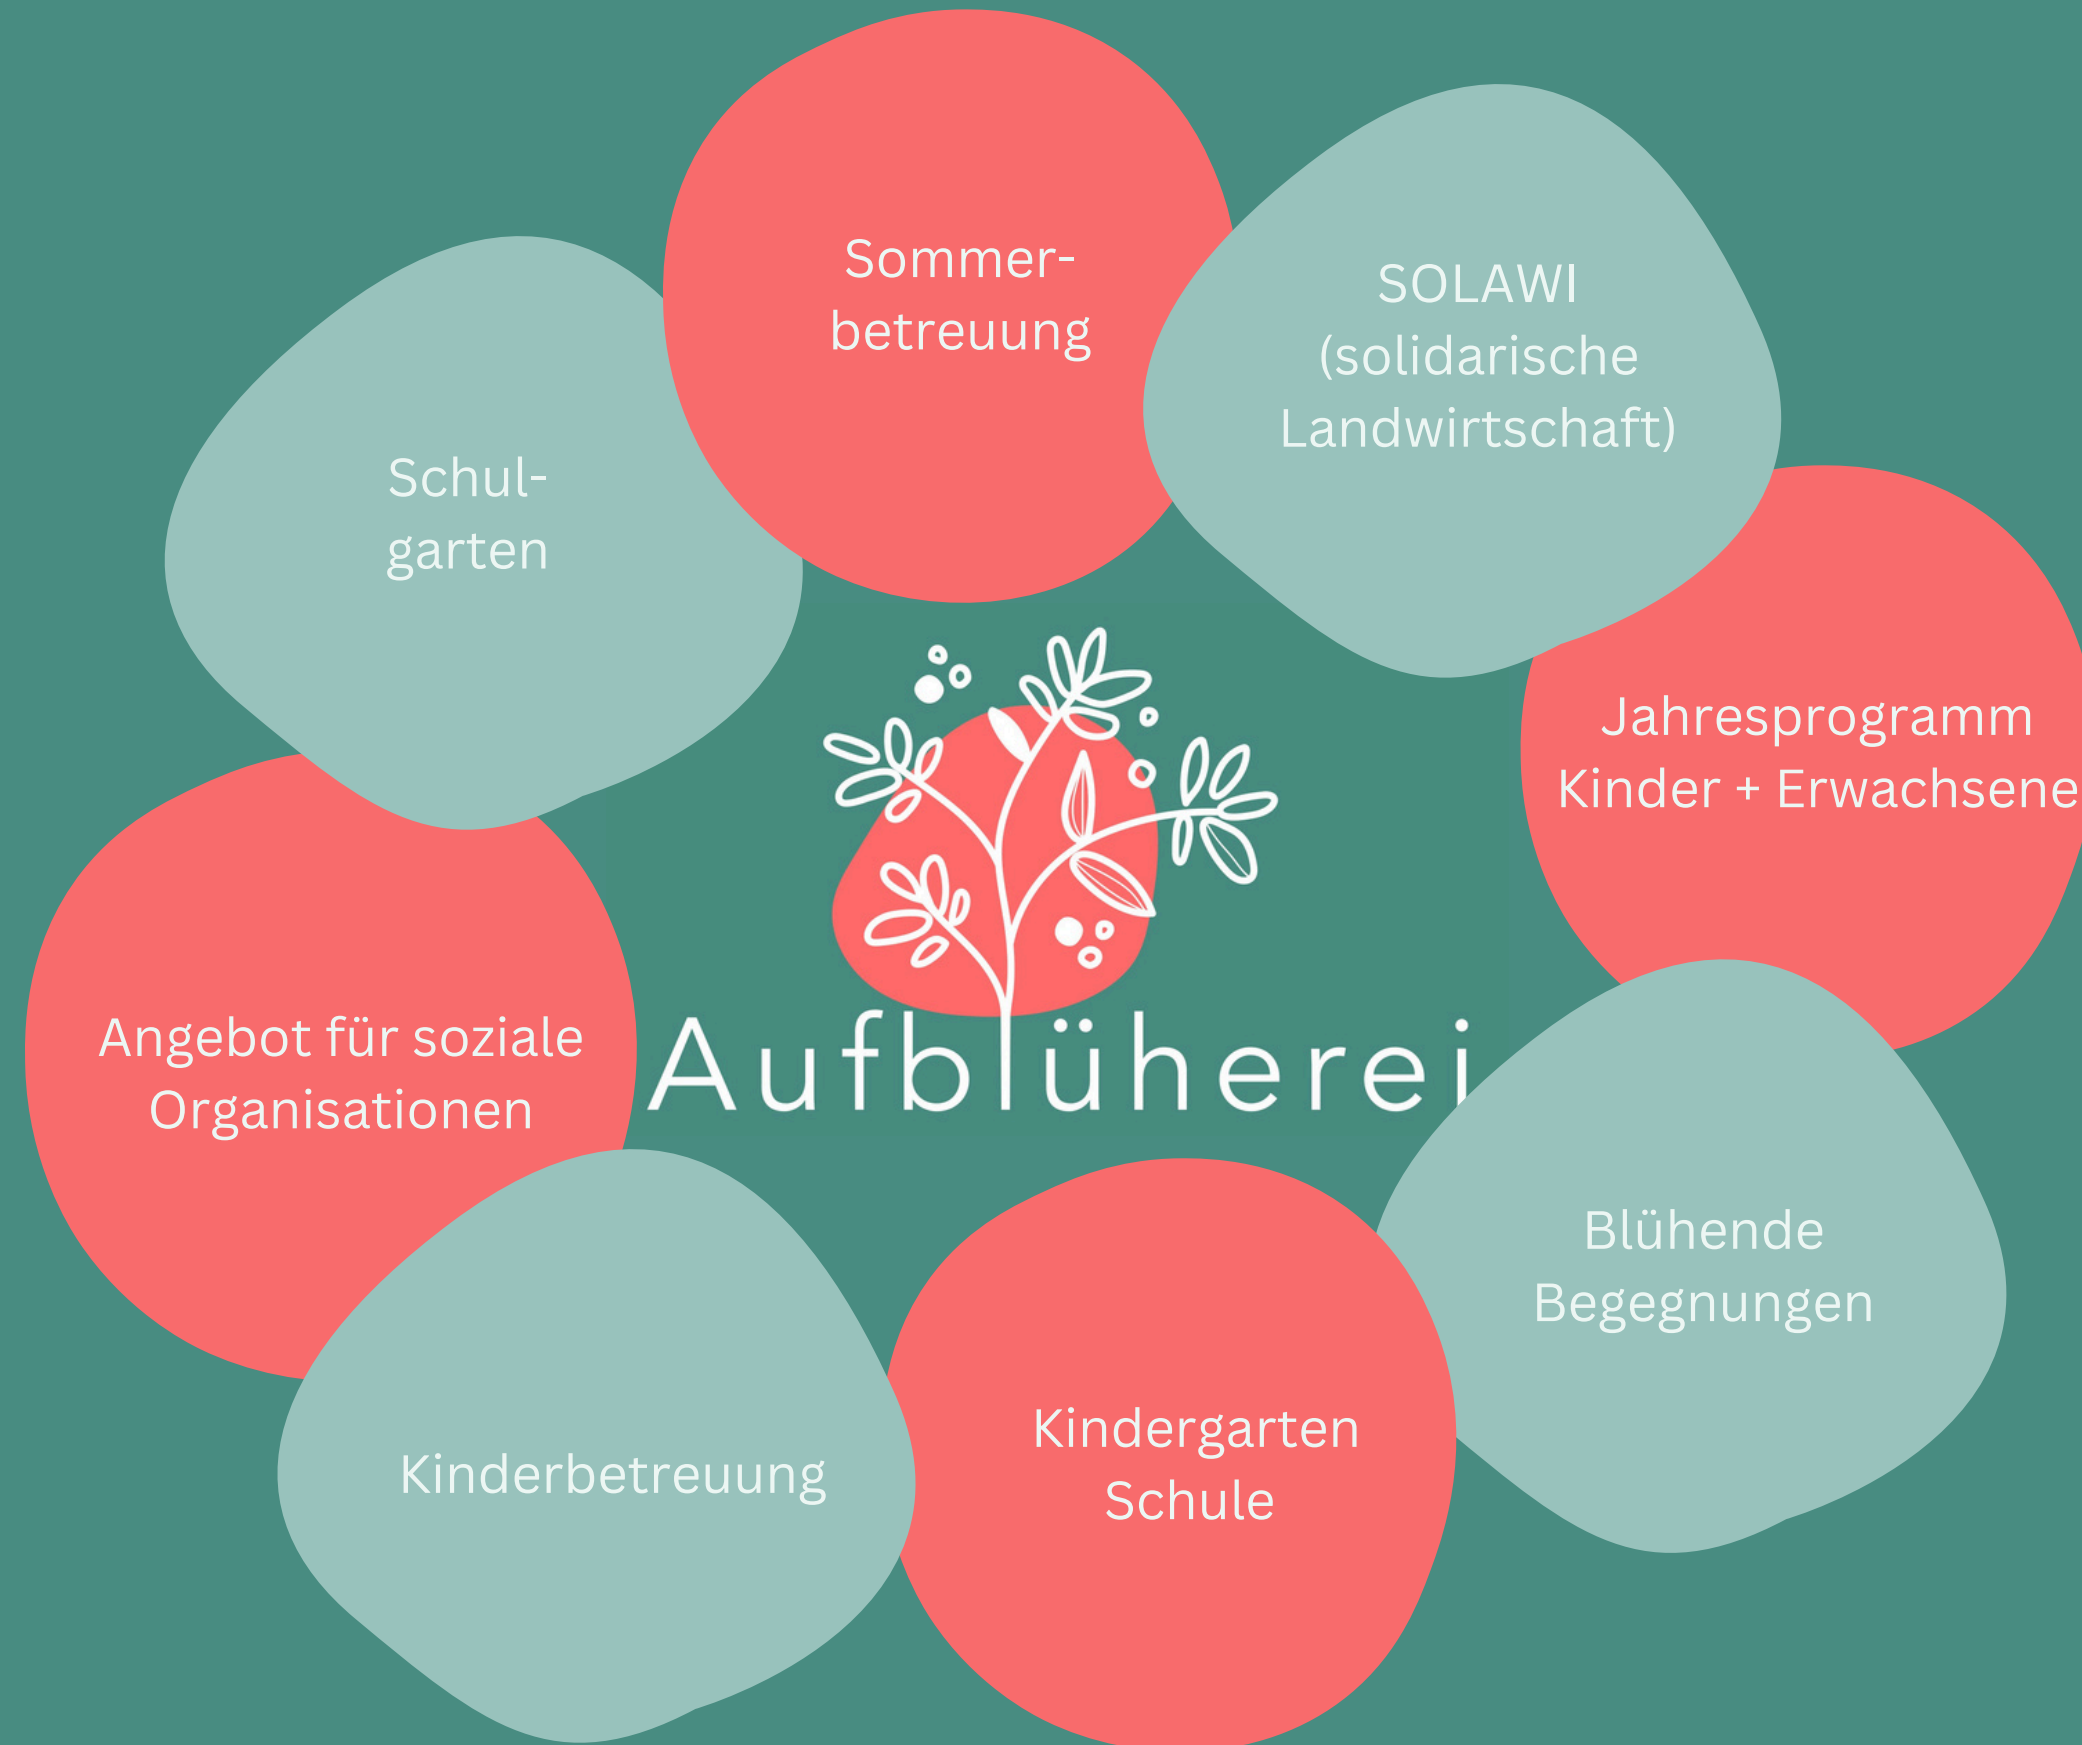 Sommer-
betreuung
SOLAWI
(solidarische
Landwirtschaft)
Schul-
garten
Jahresprogramm
Kinder + Erwachsene
Angebot für soziale
Organisationen
Aufblüherei
Blühende
Begegnungen
Kinderbetreuung
Kindergarten
Schule